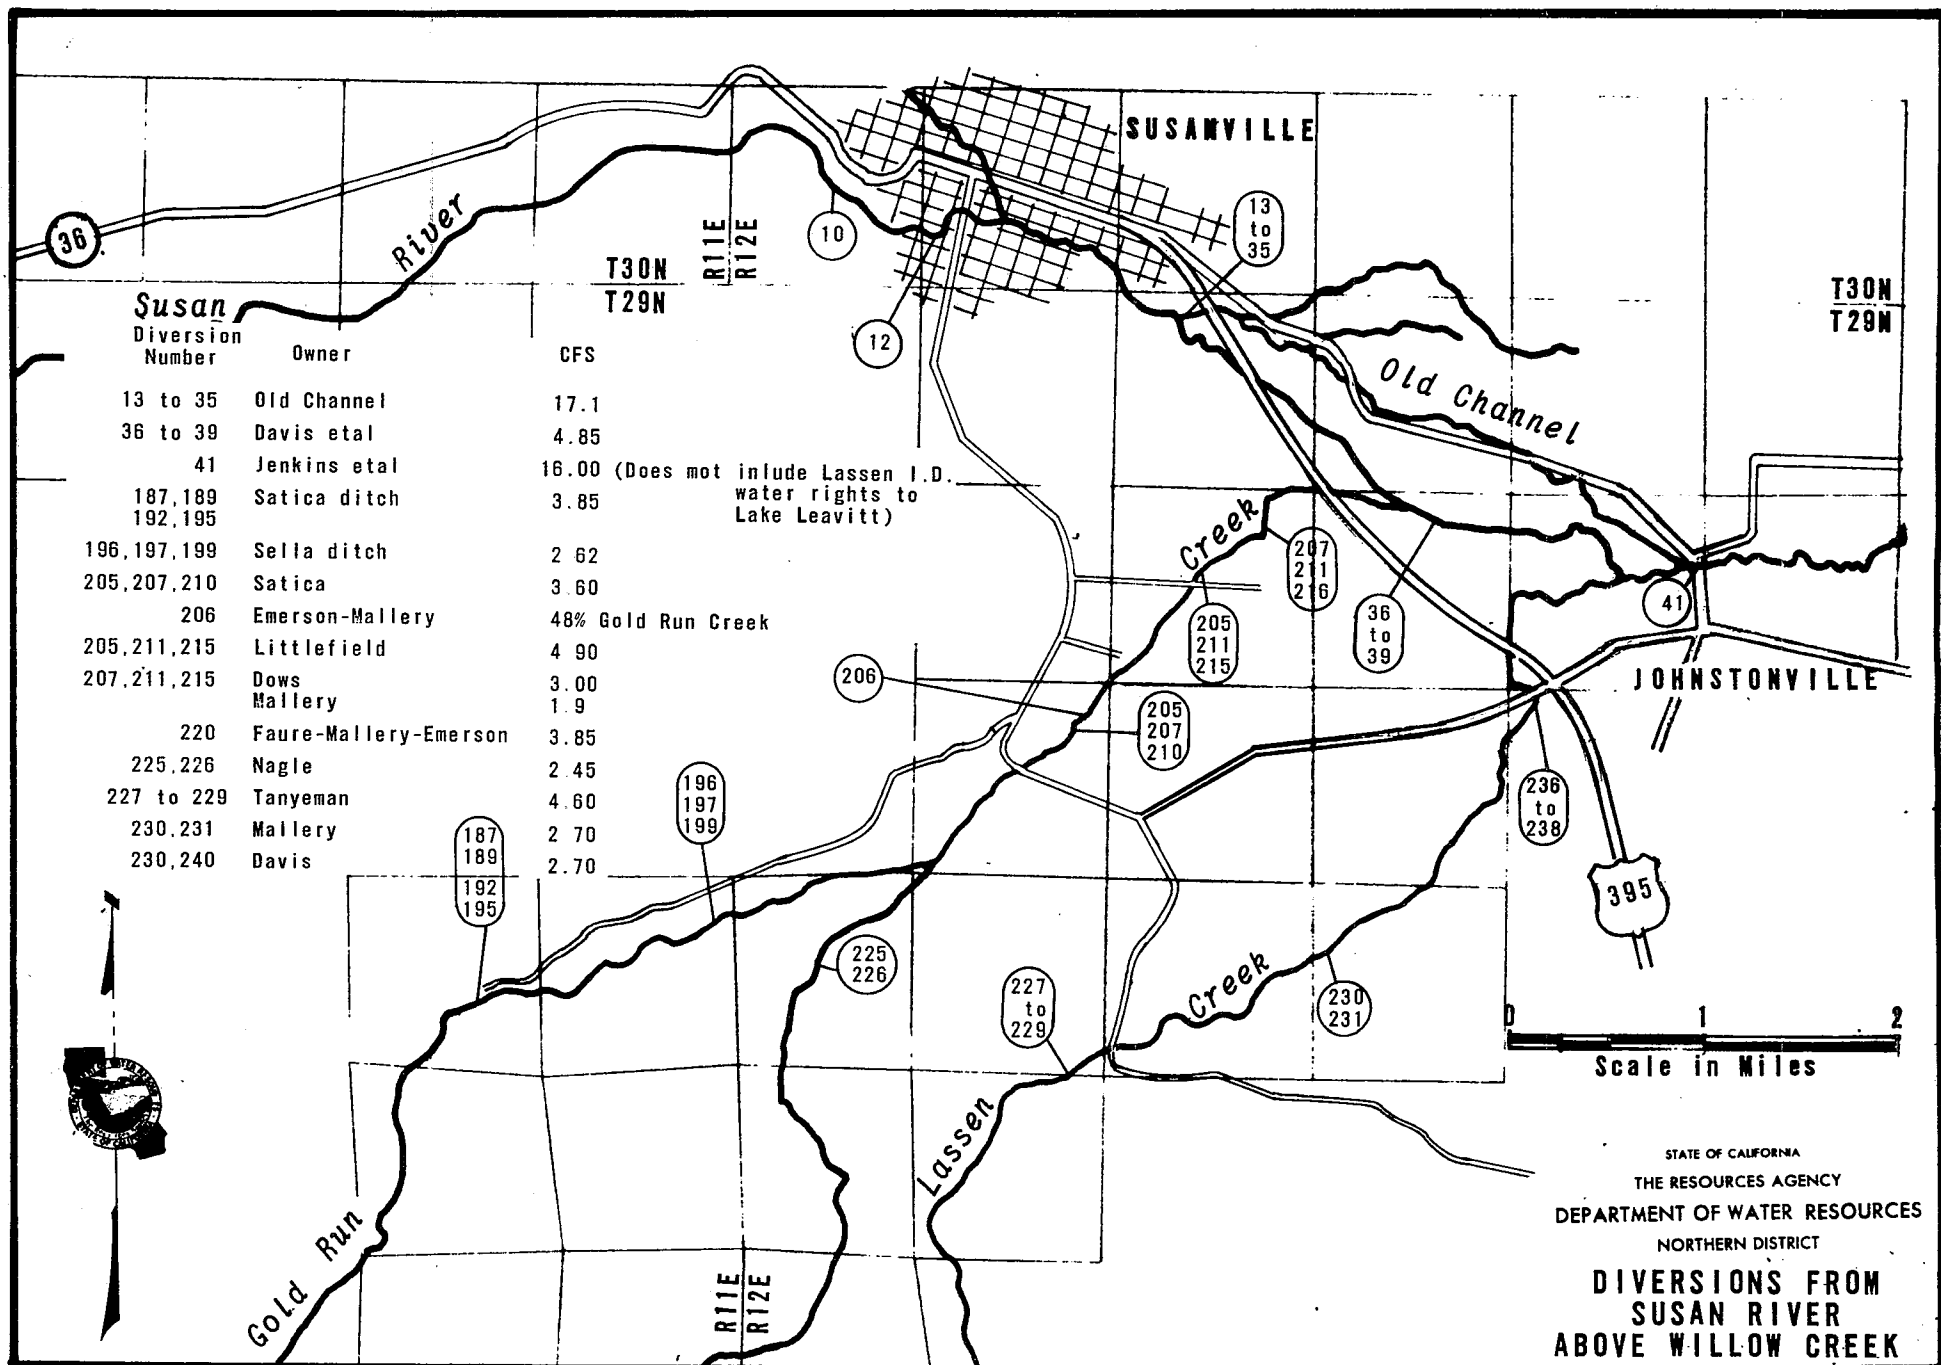 SUSANVILLE
36
River
R11E
R12E
T30N
T29N
10
12
13
to
35
T30N
T29N
Old Channel
Susan
Diversion
Number Owner CFS
13 to 35 Old Channel 17.1
36 to 39 Davis etal 4.85
41 Jenkins etal 16.00 (Does mot inlude Lassen I.D.
187,189 Satica ditch 3.85 water rights to
192,195 Lake Leavitt)
196,197,199 Sella ditch 2 62
205,207,210 Satica 3.60
206 Emerson-Mallery 48% Gold Run Creek
205,211,215 Littlefield 4 90
207,211,215 Dows 3.00
Mallery 1.9
220 Faure-Mallery-Emerson 3.85
225,226 Nagle 2.45
227 to 229 Tanyeman 4.60
230,231 Mallery 2 70
230,240 Davis 2.70
Creek
207
211
216
205
211
215
36
to
39
41
JOHNSTONVILLE
206
205
207
210
196
197
199
187
189
192
195
236
to
238
395
225
226
227
to
229
Creek
230
231
0 1 2
Scale in Miles
Lassen
Gold Run
R11E
R12E
STATE OF CALIFORNIA
THE RESOURCES AGENCY
DEPARTMENT OF WATER RESOURCES
NORTHERN DISTRICT
DIVERSIONS FROM
SUSAN RIVER
ABOVE WILLOW CREEK